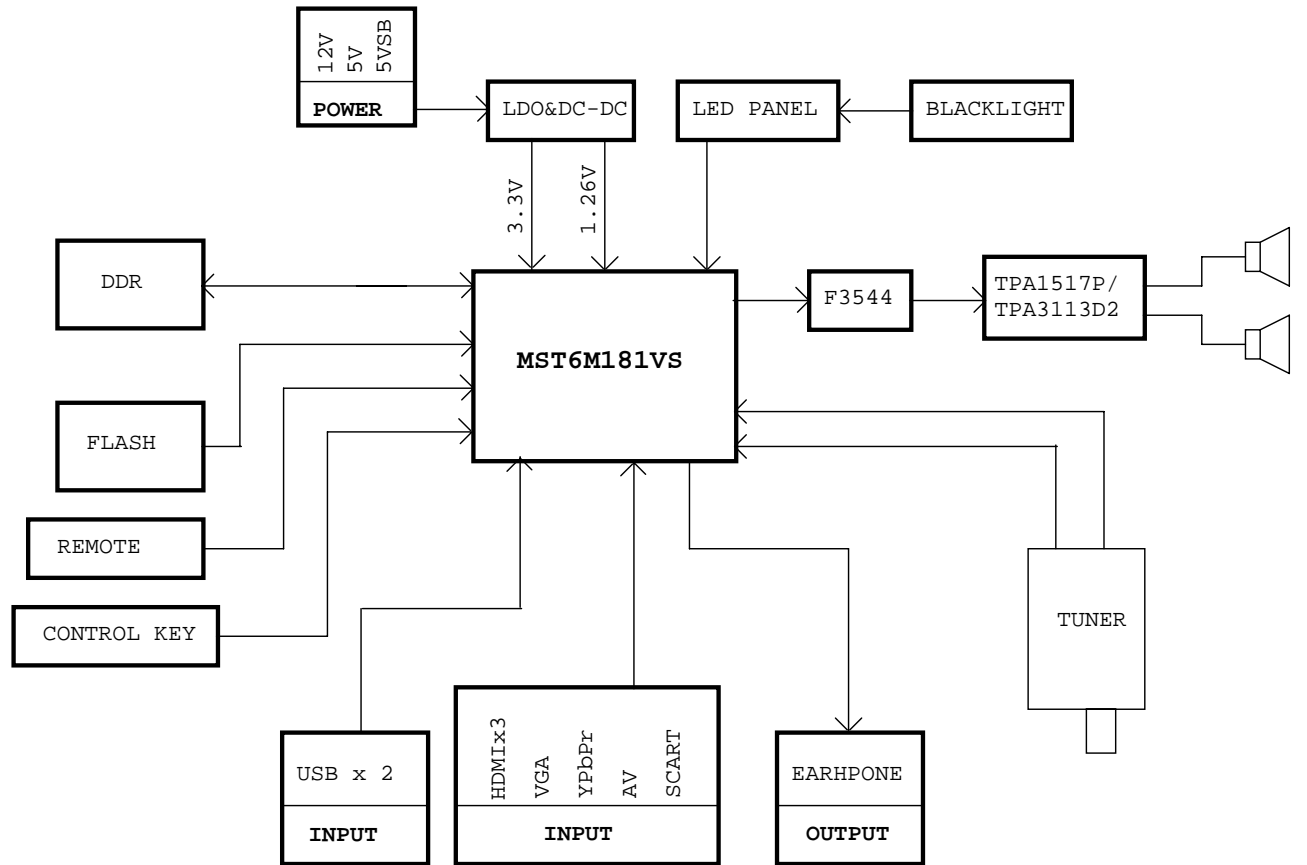 12V
5V
5VSB
POWER
LDO&DC-DC
LED PANEL
BLACKLIGHT
3.3V
1.26V
DDR
MST6M181VS
F3544
TPA1517P/
TPA3113D2
FLASH
REMOTE
CONTROL KEY
TUNER
USB x 2
INPUT
HDMIx3
VGA
YPbPr
AV
SCART
INPUT
EARHPONE
OUTPUT